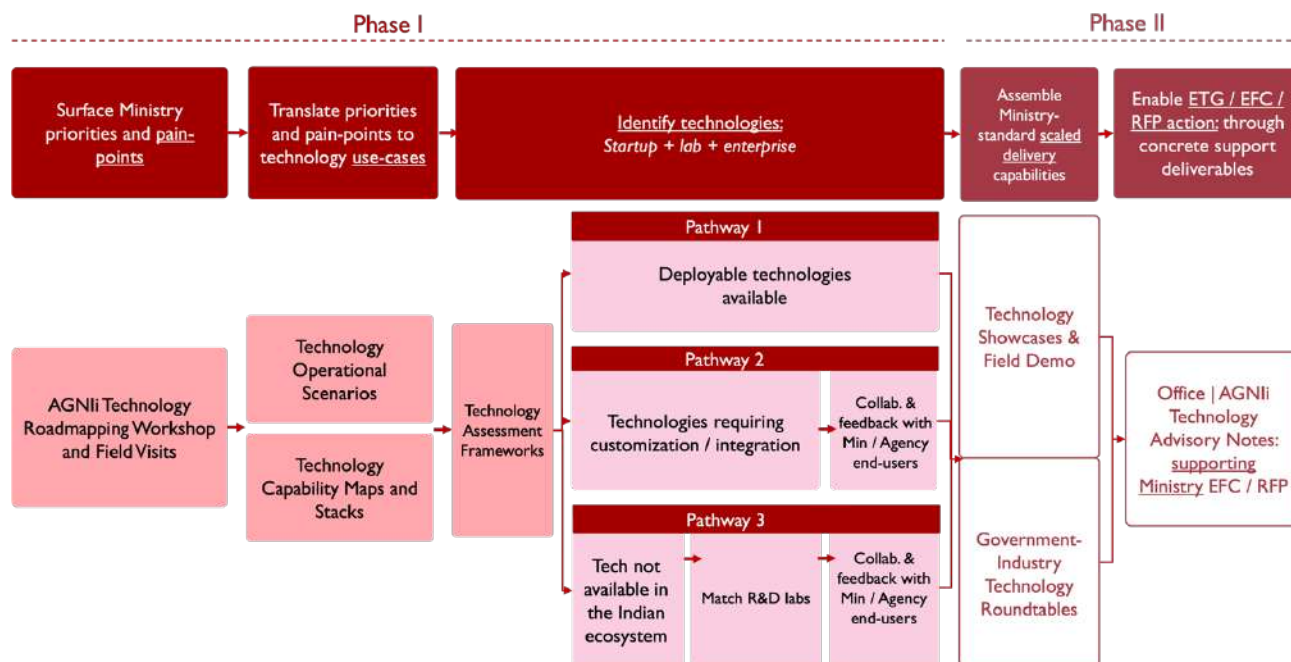 Phase I
Phase II
Surface Ministry
priorities and pain-
points
Translate priorities
and pain-points to
technology use-cases
Identify technologies:
Startup + lab + enterprise
Assemble
Ministry-
standard scaled
delivery
capabilities
Enable ETG / EFC /
RFP action: through
concrete support
deliverables
AGNIi Technology
Roadmapping Workshop
and Field Visits
Technology
Operational
Scenarios
Technology
Capability Maps and
Stacks
Technology
Assessment
Frameworks
Pathway 1
Deployable technologies
available
Pathway 2
Technologies requiring
customization / integration
Collab. &
feedback with
Min / Agency
end-users
Pathway 3
Tech not
available in
the Indian
ecosystem
Match R&D labs
Collab. &
feedback with
Min / Agency
end-users
Technology
Showcases &
Field Demo
Government-
Industry
Technology
Roundtables
Office | AGNIi
Technology
Advisory Notes:
supporting
Ministry EFC / RFP